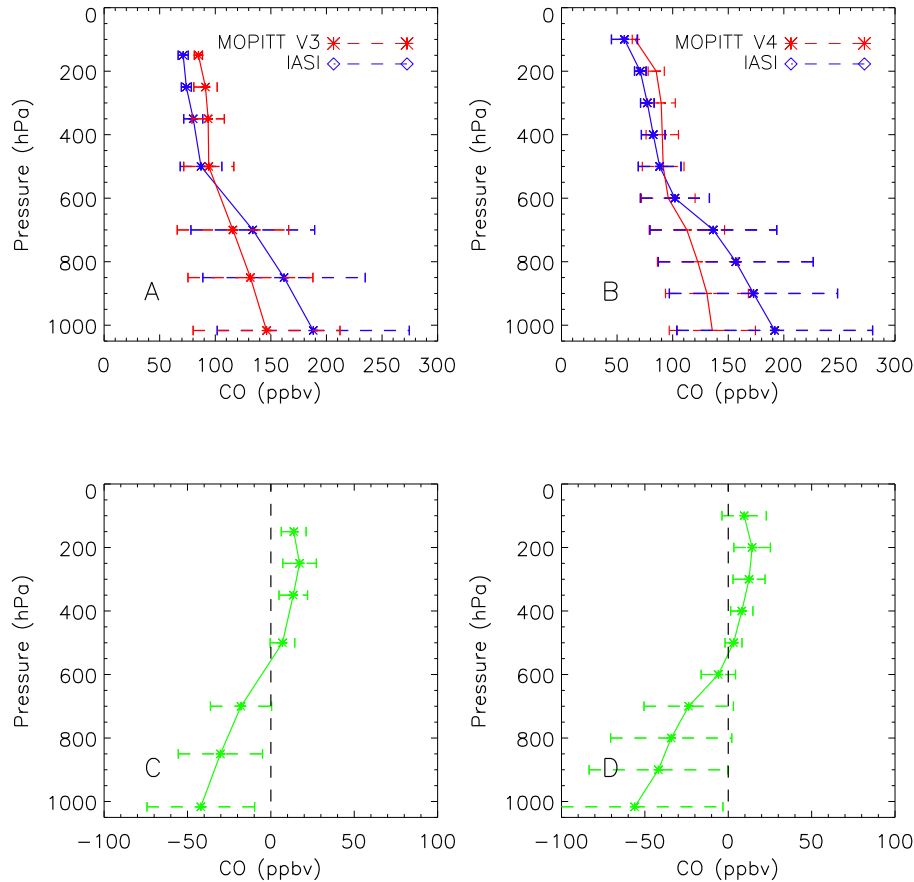 MOPITT V3
IASI
Pressure (hPa)
0
200
400
600
800
1000
A
0 50 100 150 200 250 300
CO (ppbv)
MOPITT V4
IASI
Pressure (hPa)
0
200
400
600
800
1000
B
0 50 100 150 200 250 300
CO (ppbv)
Pressure (hPa)
0
200
400
600
800
1000
C
−100 −50 0 50 100
CO (ppbv)
Pressure (hPa)
0
200
400
600
800
1000
D
−100 −50 0 50 100
CO (ppbv)